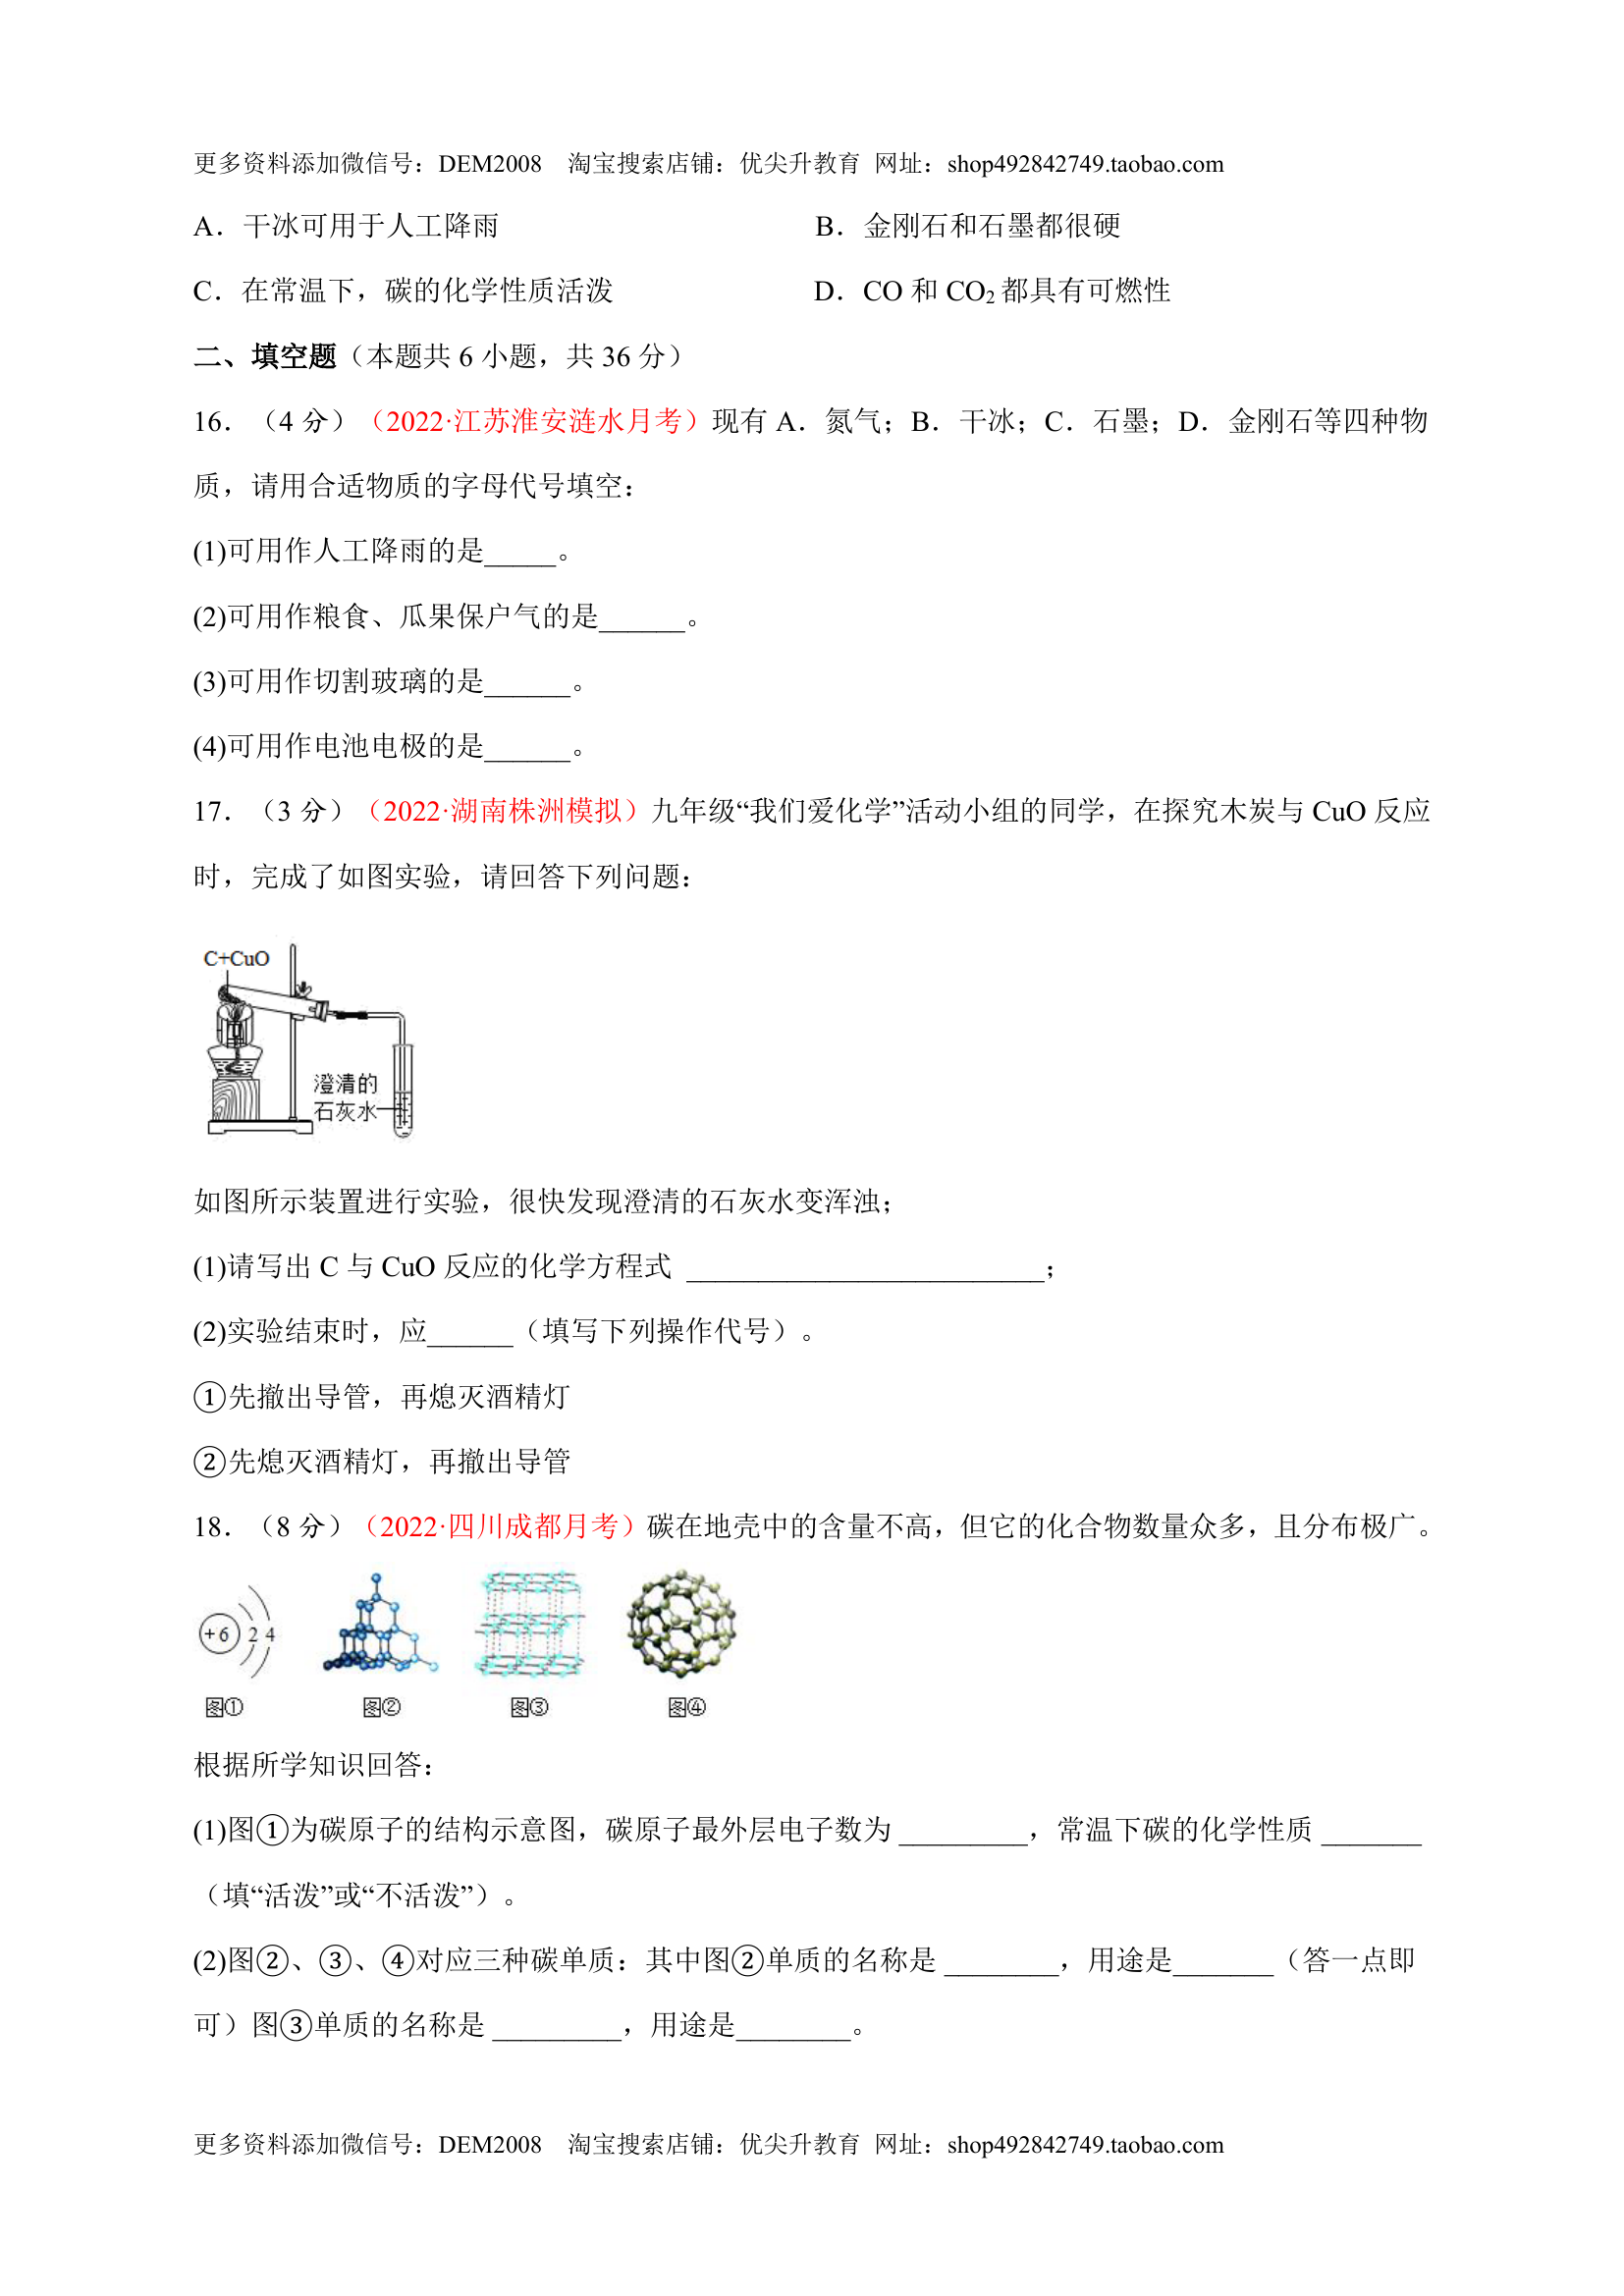 更多资料添加微信号：DEM2008 淘宝搜索店铺：优尖升教育 网址：shop492842749.taobao.com
A．干冰可用于人工降雨 B．金刚石和石墨都很硬
C．在常温下，碳的化学性质活泼 D．CO 和 CO₂ 都具有可燃性
二、填空题（本题共 6 小题，共 36 分）
16．（4 分）（2022·江苏淮安涟水月考）现有 A．氮气；B．干冰；C．石墨；D．金刚石等四种物
质，请用合适物质的字母代号填空：
(1)可用作人工降雨的是_____。
(2)可用作粮食、瓜果保户气的是______。
(3)可用作切割玻璃的是______。
(4)可用作电池电极的是______。
17．（3 分）（2022·湖南株洲模拟）九年级“我们爱化学”活动小组的同学，在探究木炭与 CuO 反应
时，完成了如图实验，请回答下列问题：
C+CuO
澄清的
石灰水
如图所示装置进行实验，很快发现澄清的石灰水变浑浊；
(1)请写出 C 与 CuO 反应的化学方程式 _________________________；
(2)实验结束时，应______（填写下列操作代号）。
①先撤出导管，再熄灭酒精灯
②先熄灭酒精灯，再撤出导管
18．（8 分）（2022·四川成都月考）碳在地壳中的含量不高，但它的化合物数量众多，且分布极广。
+6 2 4
图① 图② 图③ 图④
根据所学知识回答：
(1)图①为碳原子的结构示意图，碳原子最外层电子数为 _________，常温下碳的化学性质 _______
（填“活泼”或“不活泼”）。
(2)图②、③、④对应三种碳单质：其中图②单质的名称是 ________，用途是_______（答一点即
可）图③单质的名称是 _________，用途是________。
更多资料添加微信号：DEM2008 淘宝搜索店铺：优尖升教育 网址：shop492842749.taobao.com